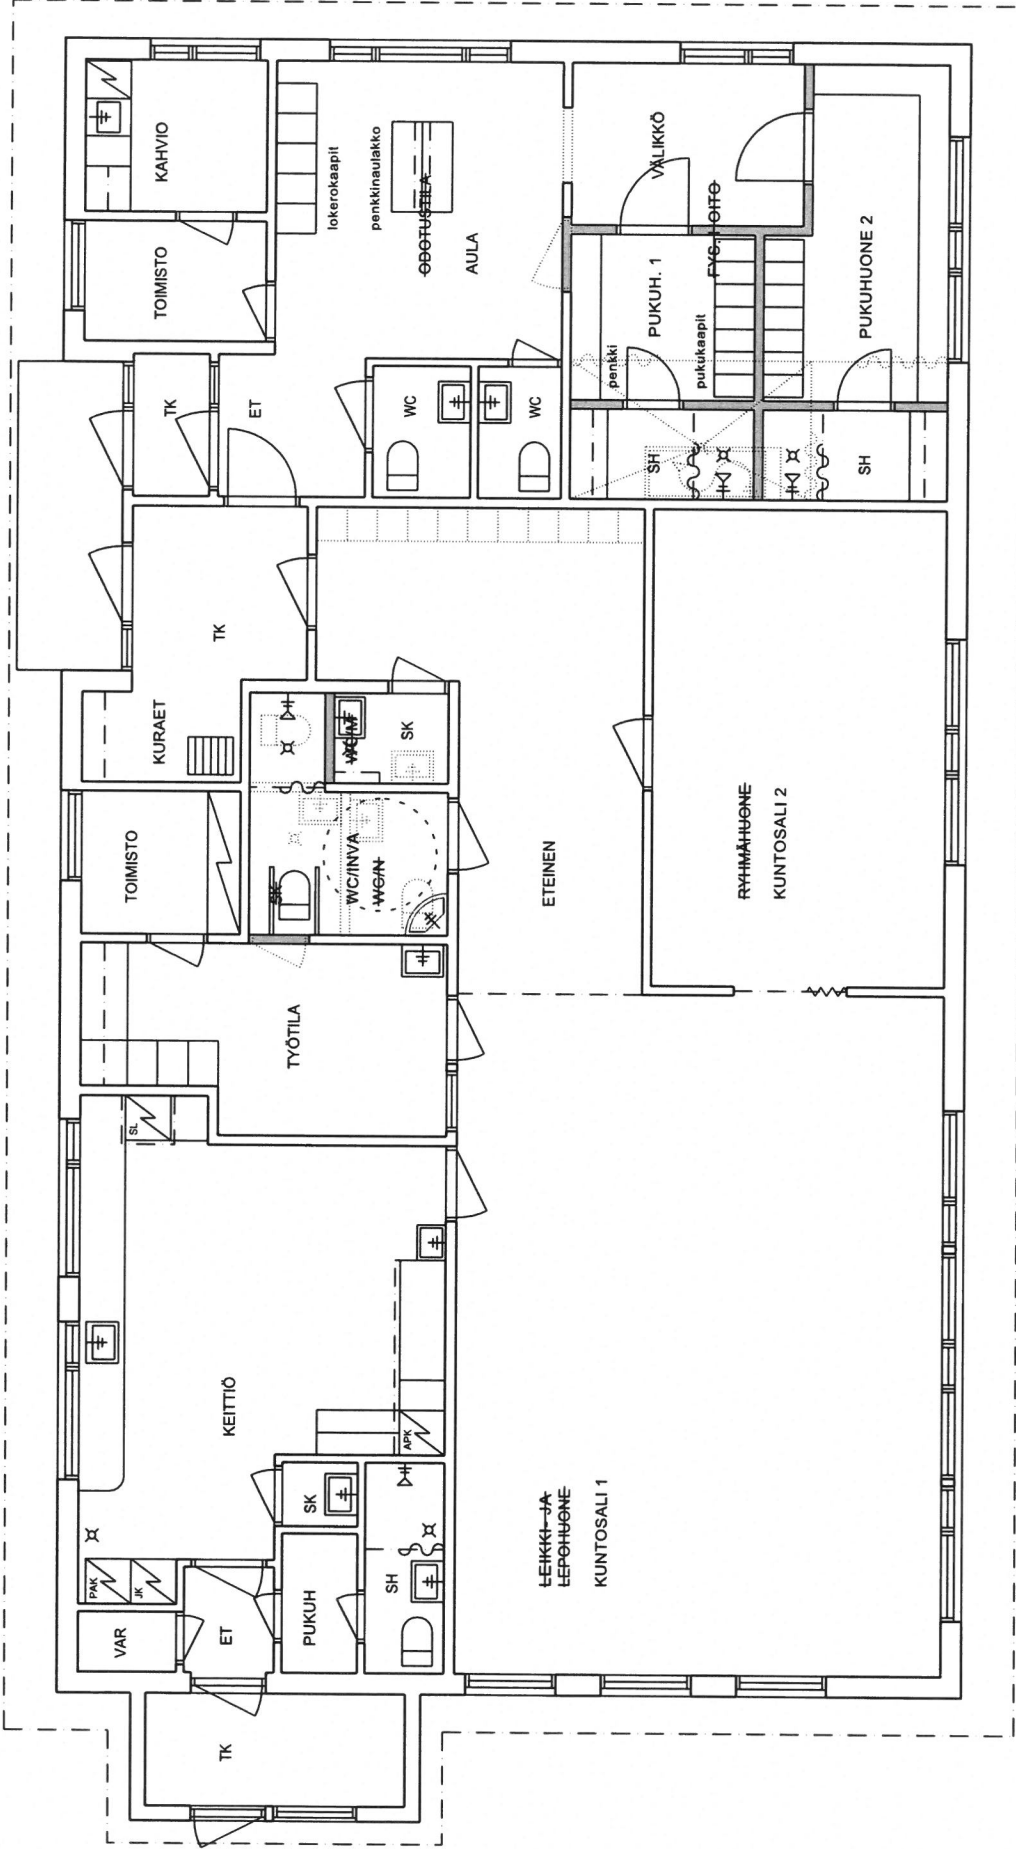 KAHVIO
TOIMISTO
lokerokaapit
penkkinaulakko
ODOTUSTILA
AULA
VÄLIKKÖ
FYS. HOITO
PUKUH. 1
penkki
pukukaapit
PUKUHUONE 2
TK
ET
WC
WC
SH
SH
TK
KURAET
TOIMISTO
WC/M
SK
SK
WC/INVA
WC/N
ETEINEN
RYHMÄHUONE
KUNTOSALI 2
TYÖTILA
SL
KEITTIÖ
APK
SK
PAK
JK
VAR
ET
PUKUH
SH
LEIKKI- JA
LEPOHUONE
KUNTOSALI 1
TK